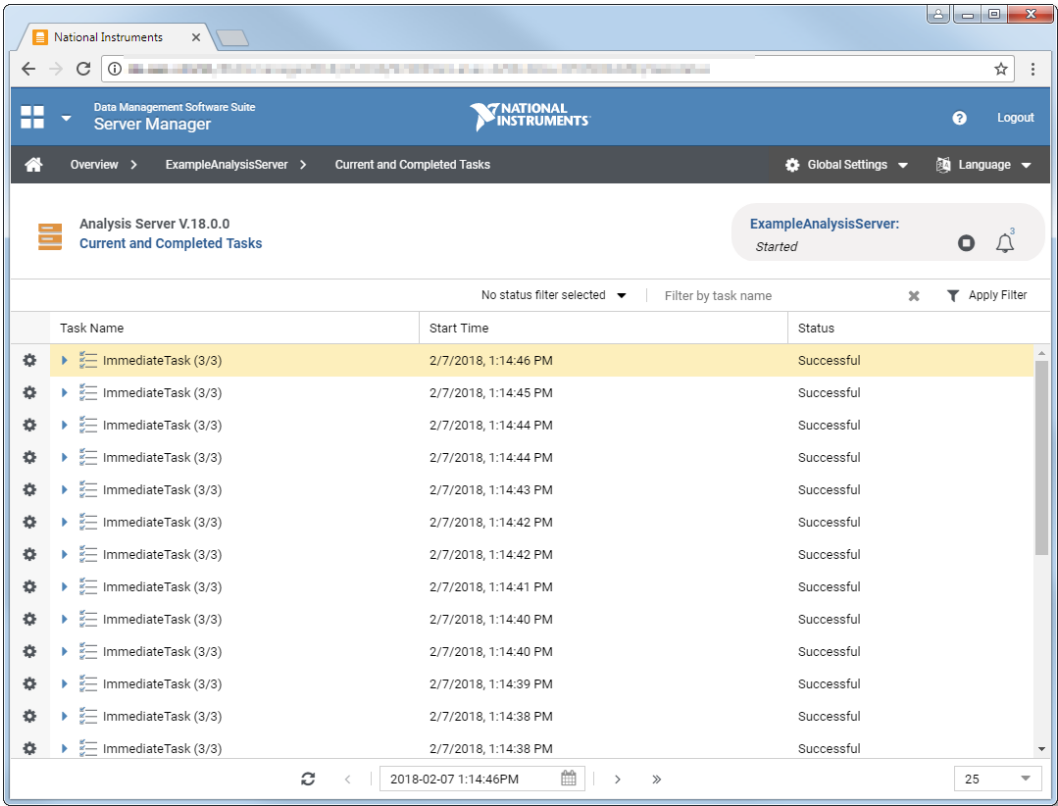 National Instruments
Data Management Software Suite
Server Manager
NATIONAL INSTRUMENTS
Logout
Overview > ExampleAnalysisServer > Current and Completed Tasks
Global Settings
Language
Analysis Server V.18.0.0
Current and Completed Tasks
ExampleAnalysisServer:
Started
3
No status filter selected
Filter by task name
Apply Filter
Task Name Start Time Status
ImmediateTask (3/3) 2/7/2018, 1:14:46 PM Successful
ImmediateTask (3/3) 2/7/2018, 1:14:45 PM Successful
ImmediateTask (3/3) 2/7/2018, 1:14:44 PM Successful
ImmediateTask (3/3) 2/7/2018, 1:14:44 PM Successful
ImmediateTask (3/3) 2/7/2018, 1:14:43 PM Successful
ImmediateTask (3/3) 2/7/2018, 1:14:42 PM Successful
ImmediateTask (3/3) 2/7/2018, 1:14:42 PM Successful
ImmediateTask (3/3) 2/7/2018, 1:14:41 PM Successful
ImmediateTask (3/3) 2/7/2018, 1:14:40 PM Successful
ImmediateTask (3/3) 2/7/2018, 1:14:40 PM Successful
ImmediateTask (3/3) 2/7/2018, 1:14:39 PM Successful
ImmediateTask (3/3) 2/7/2018, 1:14:38 PM Successful
ImmediateTask (3/3) 2/7/2018, 1:14:38 PM Successful
2018-02-07 1:14:46PM
25